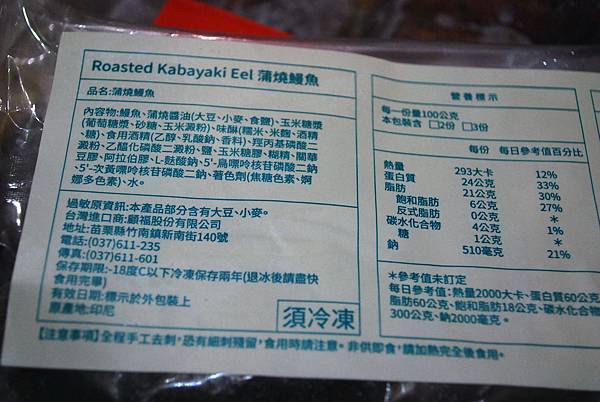 Roasted Kabayaki Eel 蒲燒鰻魚
品名:蒲燒鰻魚
內容物:鰻魚、蒲燒醬油(大豆、小麥、食鹽)、玉米糖漿
(葡萄糖漿、砂糖、玉米澱粉)、味醂(糯米、米麴、酒精
、糖)、食用酒精(乙醇、乳酸鈉、香料)、羥丙基磷酸二
澱粉、乙醯化磷酸二澱粉、鹽、玉米糖膠、糊精、關華
豆膠、阿拉伯膠、L-麩酸鈉、5'-鳥嘌呤核苷磷酸二鈉
、5'-次黃嘌呤核苷磷酸二鈉、著色劑(焦糖色素、婀
娜多色素)、水。
過敏原資訊:本產品部分含有大豆、小麥。
台灣進口商:顧福股份有限公司
地址:苗栗縣竹南鎮新南街140號
電話:(037)611-235
傳真:(037)611-601
保存期限:-18度C以下冷凍保存兩年(退冰後請盡快
食用完畢)
有效日期:標示於外包裝上
原產地:印尼
須冷凍
【注意事項】全程手工去刺,恐有細刺殘留,食用時請注意。非供即食,請加熱完全後食用。
營養標示
每一份量100公克
本包裝含 □2份 □3份
每份 每日參考值百分比
熱量 293大卡 12%
蛋白質 24公克 33%
脂肪 21公克 30%
飽和脂肪 6公克 27%
反式脂肪 0公克 *
碳水化合物 4公克 1%
糖 1公克 *
鈉 510毫克 21%
*參考值未訂定
每日參考值:熱量2000大卡、蛋白質60公克
脂肪60公克、飽和脂肪18公克、碳水化合物
300公克、鈉2000毫克。